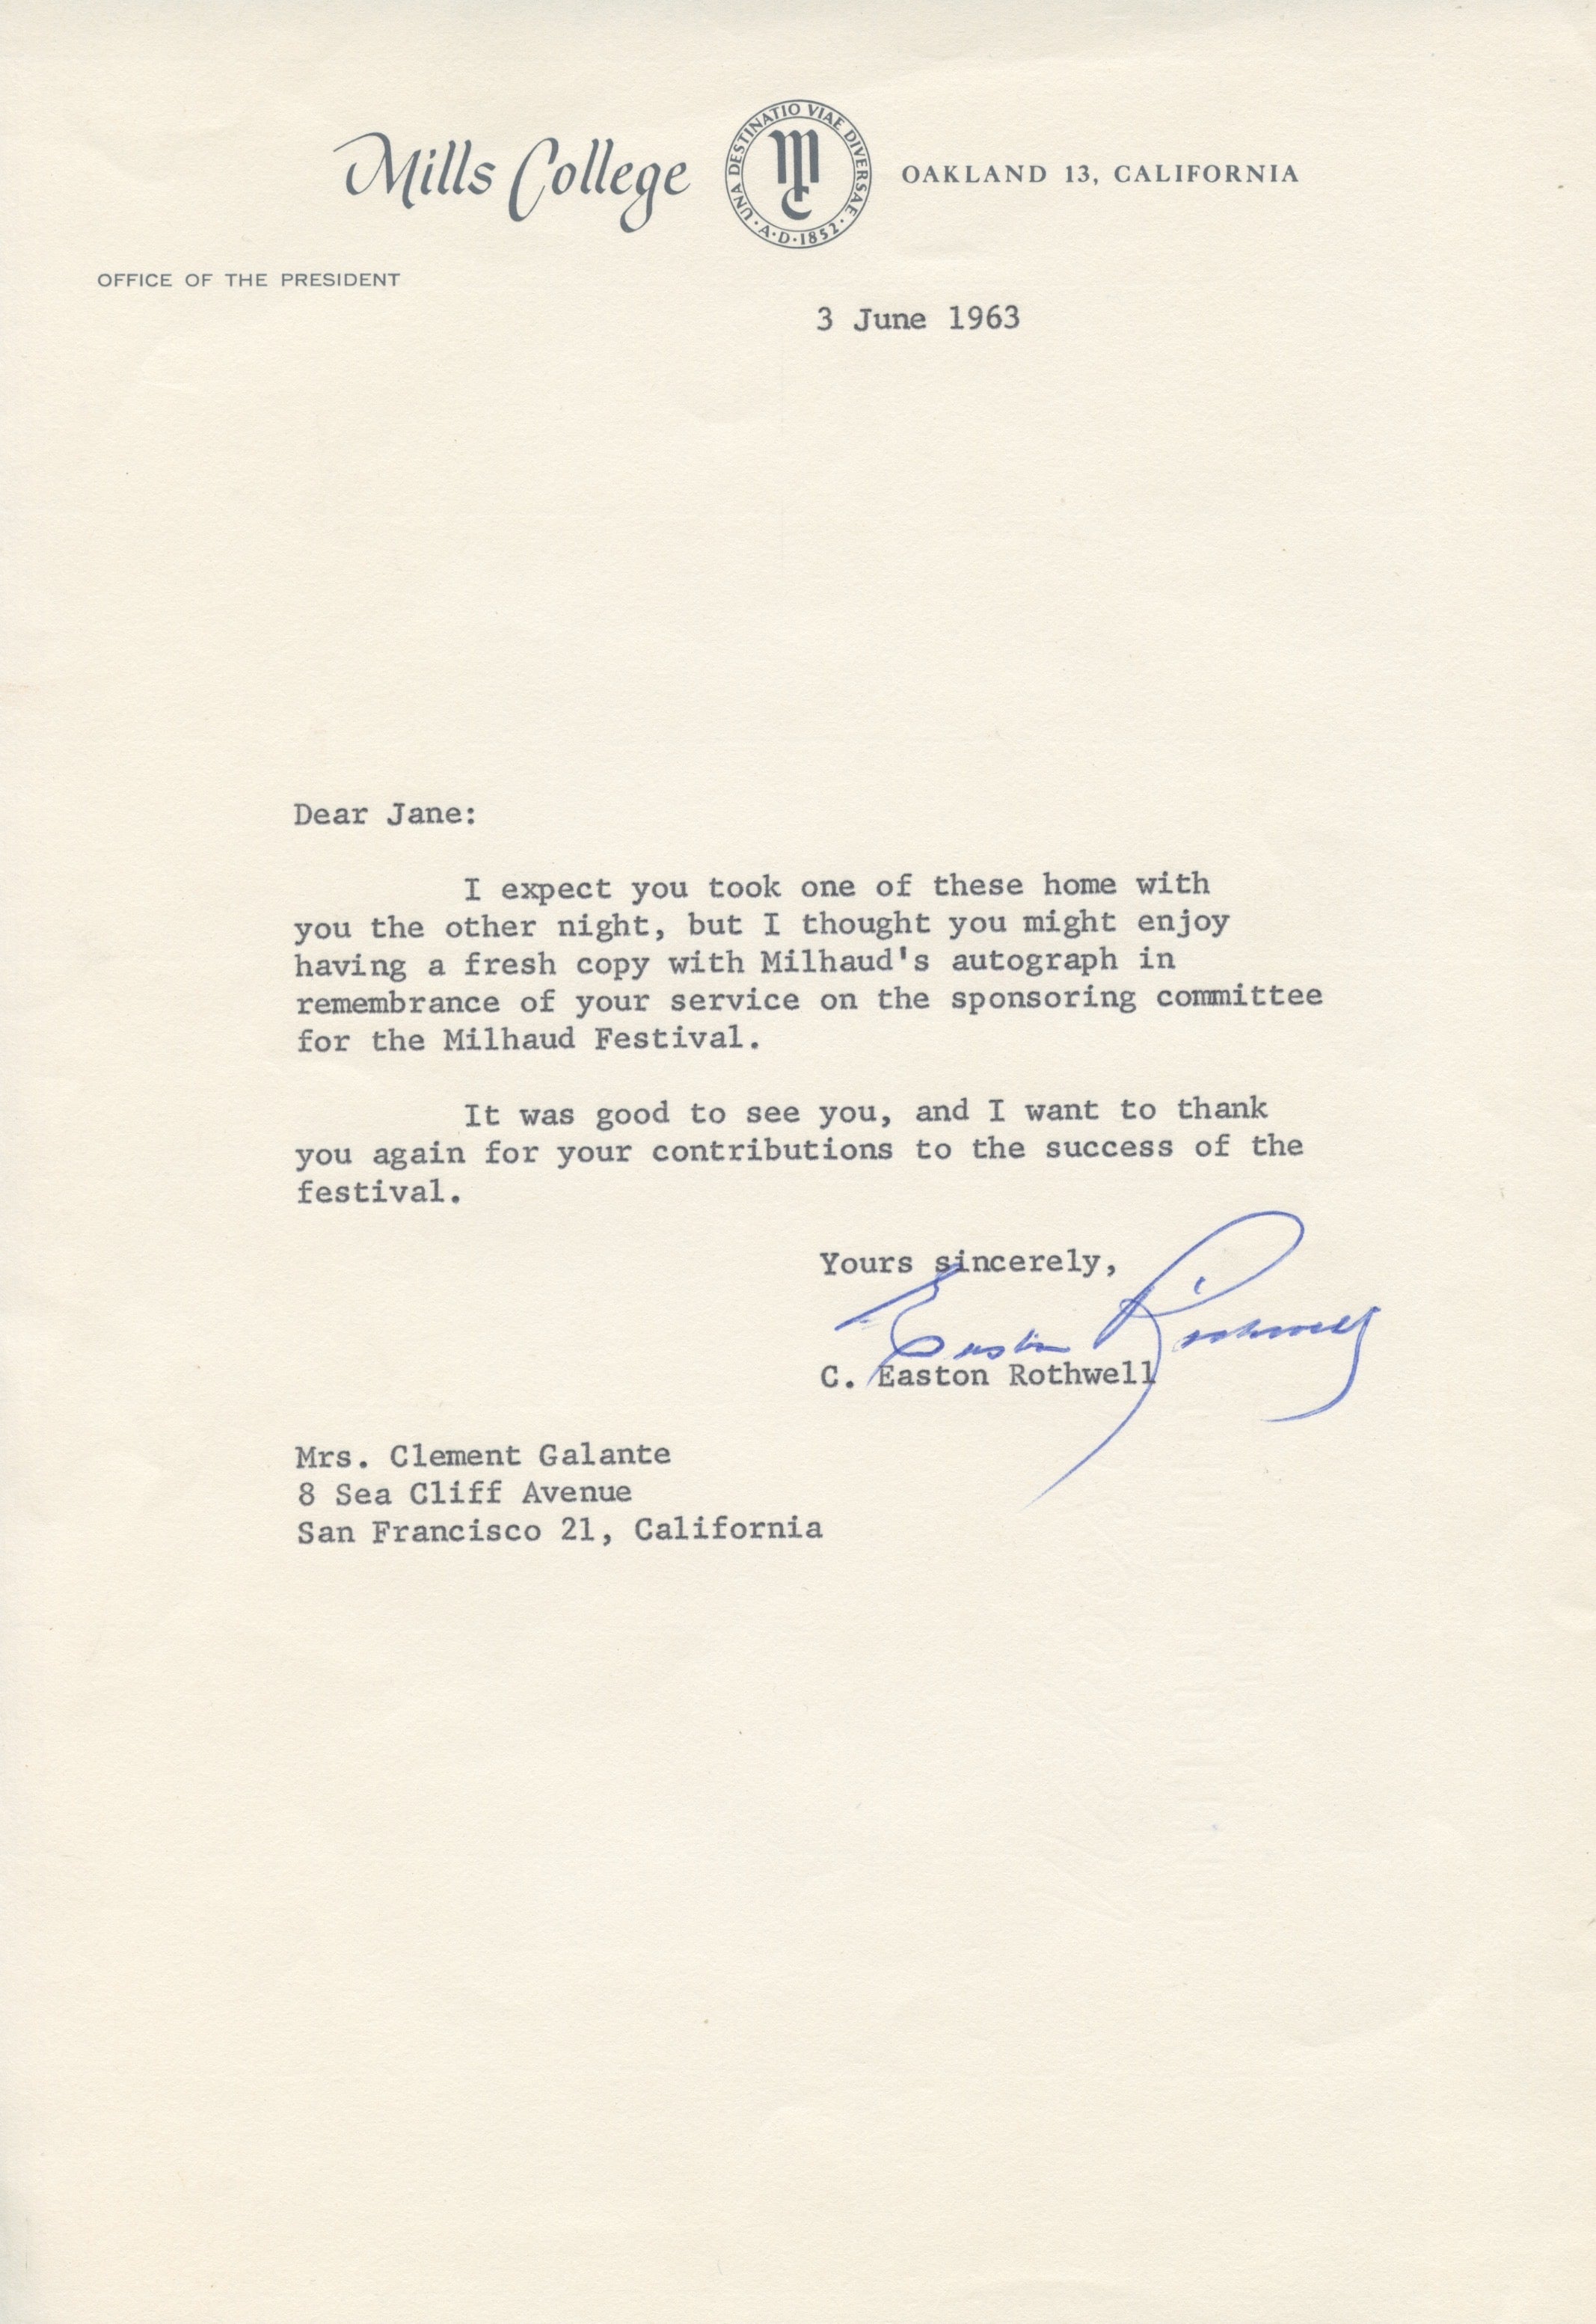 Mills College
UNA DESTINATIO VIAE DIVERSAE · A·D·1852 ·
MC
OAKLAND 13, CALIFORNIA
OFFICE OF THE PRESIDENT
3 June 1963
Dear Jane:
I expect you took one of these home with
you the other night, but I thought you might enjoy
having a fresh copy with Milhaud's autograph in
remembrance of your service on the sponsoring committee
for the Milhaud Festival.
It was good to see you, and I want to thank
you again for your contributions to the success of the
festival.
Yours sincerely,
Easton Rothwell
C. Easton Rothwell
Mrs. Clement Galante
8 Sea Cliff Avenue
San Francisco 21, California